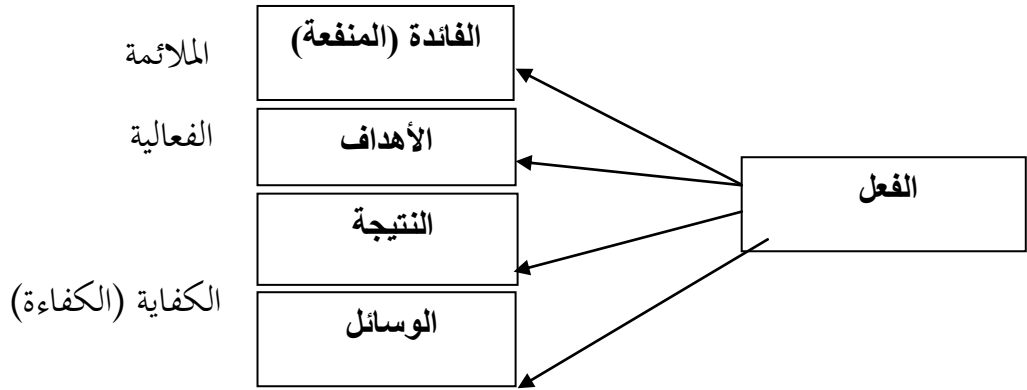 الفائدة (المنفعة)
الملائمة
الأهداف
الفعالية
الفعل
النتيجة
الكفاية (الكفاءة)
الوسائل